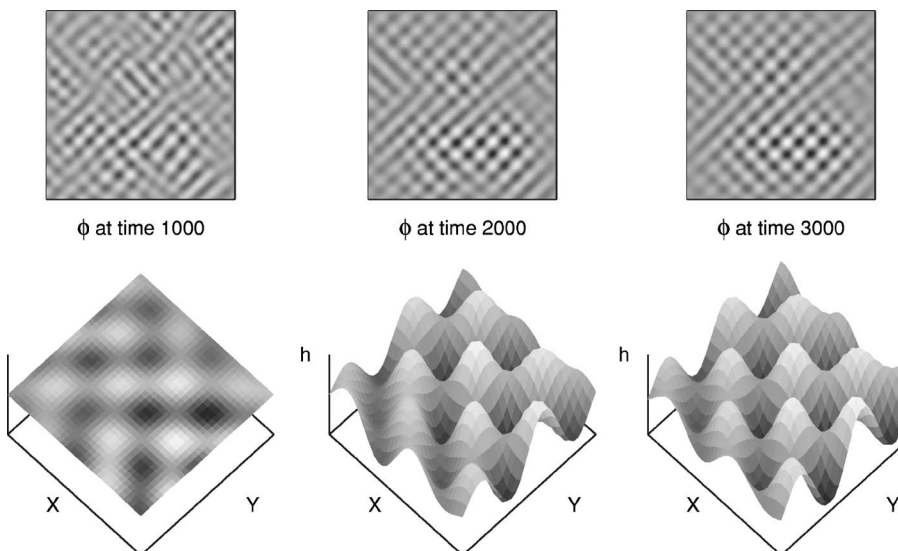 ϕ at time 1000
ϕ at time 2000
ϕ at time 3000
h
h
X
Y
X
Y
X
Y